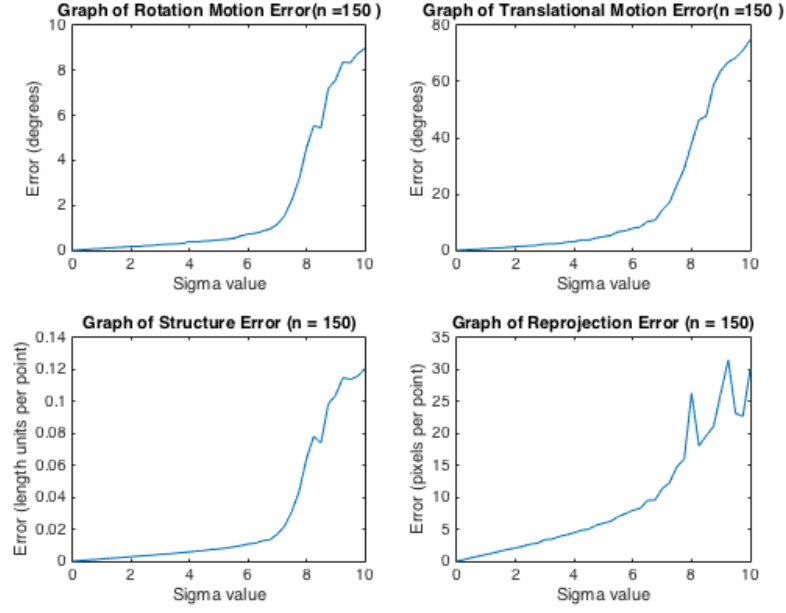 Graph of Rotation Motion Error(n =150 )
10
8
6
4
2
0
Error (degrees)
0 2 4 6 8 10
Sigma value
Graph of Translational Motion Error(n =150 )
80
60
40
20
0
Error (degrees)
0 2 4 6 8 10
Sigma value
Graph of Structure Error (n = 150)
0.14
0.12
0.1
0.08
0.06
0.04
0.02
0
Error (length units per point)
0 2 4 6 8 10
Sigma value
Graph of Reprojection Error (n = 150)
35
30
25
20
15
10
5
0
Error (pixels per point)
0 2 4 6 8 10
Sigma value